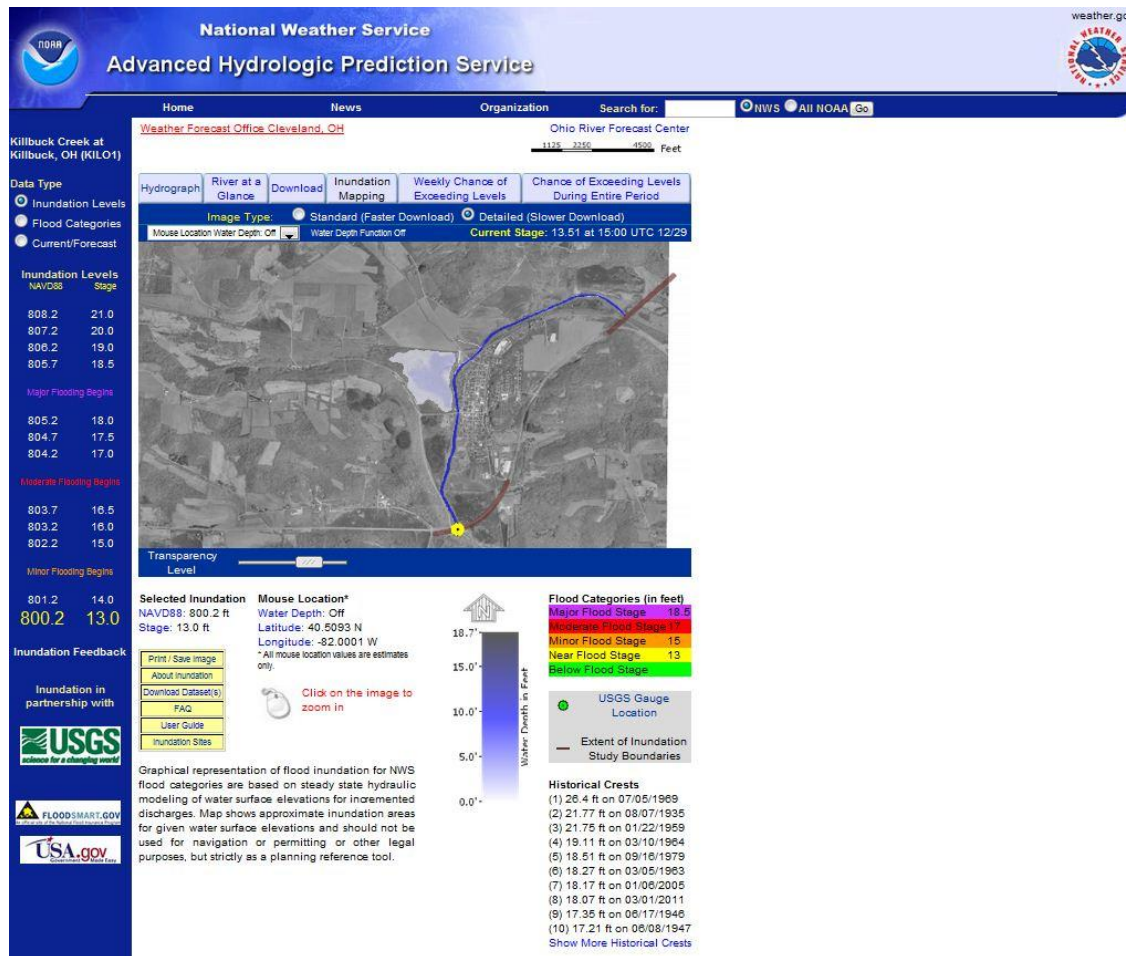 weather.go
NOAA
National Weather Service
Advanced Hydrologic Prediction Service
Home News Organization Search for: NWS All NOAA Go
Killbuck Creek at
Killbuck, OH (KILO1)
Data Type
Inundation Levels
Flood Categories
Current/Forecast
Inundation Levels
NAVD88 Stage
808.2 21.0
807.2 20.0
806.2 19.0
805.7 18.5
Major Flooding Begins
805.2 18.0
804.7 17.5
804.2 17.0
Moderate Flooding Begins
803.7 16.5
803.2 16.0
802.2 15.0
Minor Flooding Begins
801.2 14.0
800.2 13.0
Inundation Feedback
Inundation in
partnership with
USGS
science for a changing world
FLOODSMART.GOV
USA.gov
Government Made Easy
Weather Forecast Office Cleveland, OH
Ohio River Forecast Center
1125 2250 4500 Feet
Hydrograph
River at a
Glance
Download
Inundation
Mapping
Weekly Chance of
Exceeding Levels
Chance of Exceeding Levels
During Entire Period
Image Type: Standard (Faster Download) Detailed (Slower Download)
Mouse Location Water Depth: Off Water Depth Function Off Current Stage: 13.51 at 15:00 UTC 12/29
Transparency
Level
Selected Inundation
NAVD88: 800.2 ft
Stage: 13.0 ft
Print / Save image
About Inundation
Download Dataset(s)
FAQ
User Guide
Inundation Sites
Mouse Location*
Water Depth: Off
Latitude: 40.5093 N
Longitude: -82.0001 W
* All mouse location values are estimates
only.
Click on the image to
zoom in
Graphical representation of flood inundation for NWS
flood categories are based on steady state hydraulic
modeling of water surface elevations for incremented
discharges. Map shows approximate inundation areas
for given water surface elevations and should not be
used for navigation or permitting or other legal
purposes, but strictly as a planning reference tool.
N
18.7'
15.0'
10.0'
5.0'
0.0'
Water Depth in Feet
Flood Categories (in feet)
Major Flood Stage 18.5
Moderate Flood Stage 17
Minor Flood Stage 15
Near Flood Stage 13
Below Flood Stage
USGS Gauge
Location
Extent of Inundation
Study Boundaries
Historical Crests
(1) 26.4 ft on 07/05/1969
(2) 21.77 ft on 08/07/1935
(3) 21.75 ft on 01/22/1959
(4) 19.11 ft on 03/10/1964
(5) 18.51 ft on 09/16/1979
(6) 18.27 ft on 03/05/1963
(7) 18.17 ft on 01/06/2005
(8) 18.07 ft on 03/01/2011
(9) 17.35 ft on 06/17/1946
(10) 17.21 ft on 06/08/1947
Show More Historical Crests